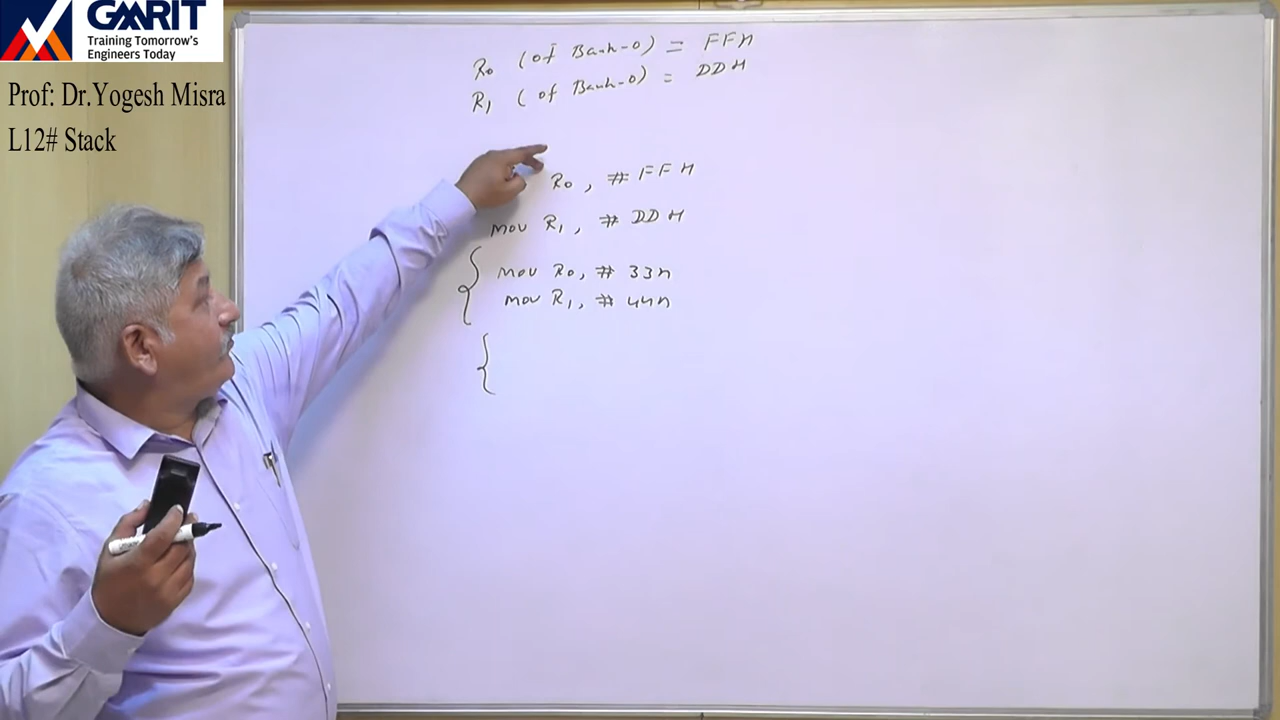 GMRIT
Training Tomorrow's
Engineers Today
Prof: Dr.Yogesh Misra
L12# Stack
R0 (of Bank-0) = FFH
R1 (of Bank-0) = DDH
R0, # FFH
mov R1, # DDH
mov R0, # 33H
mov R1, # 44H